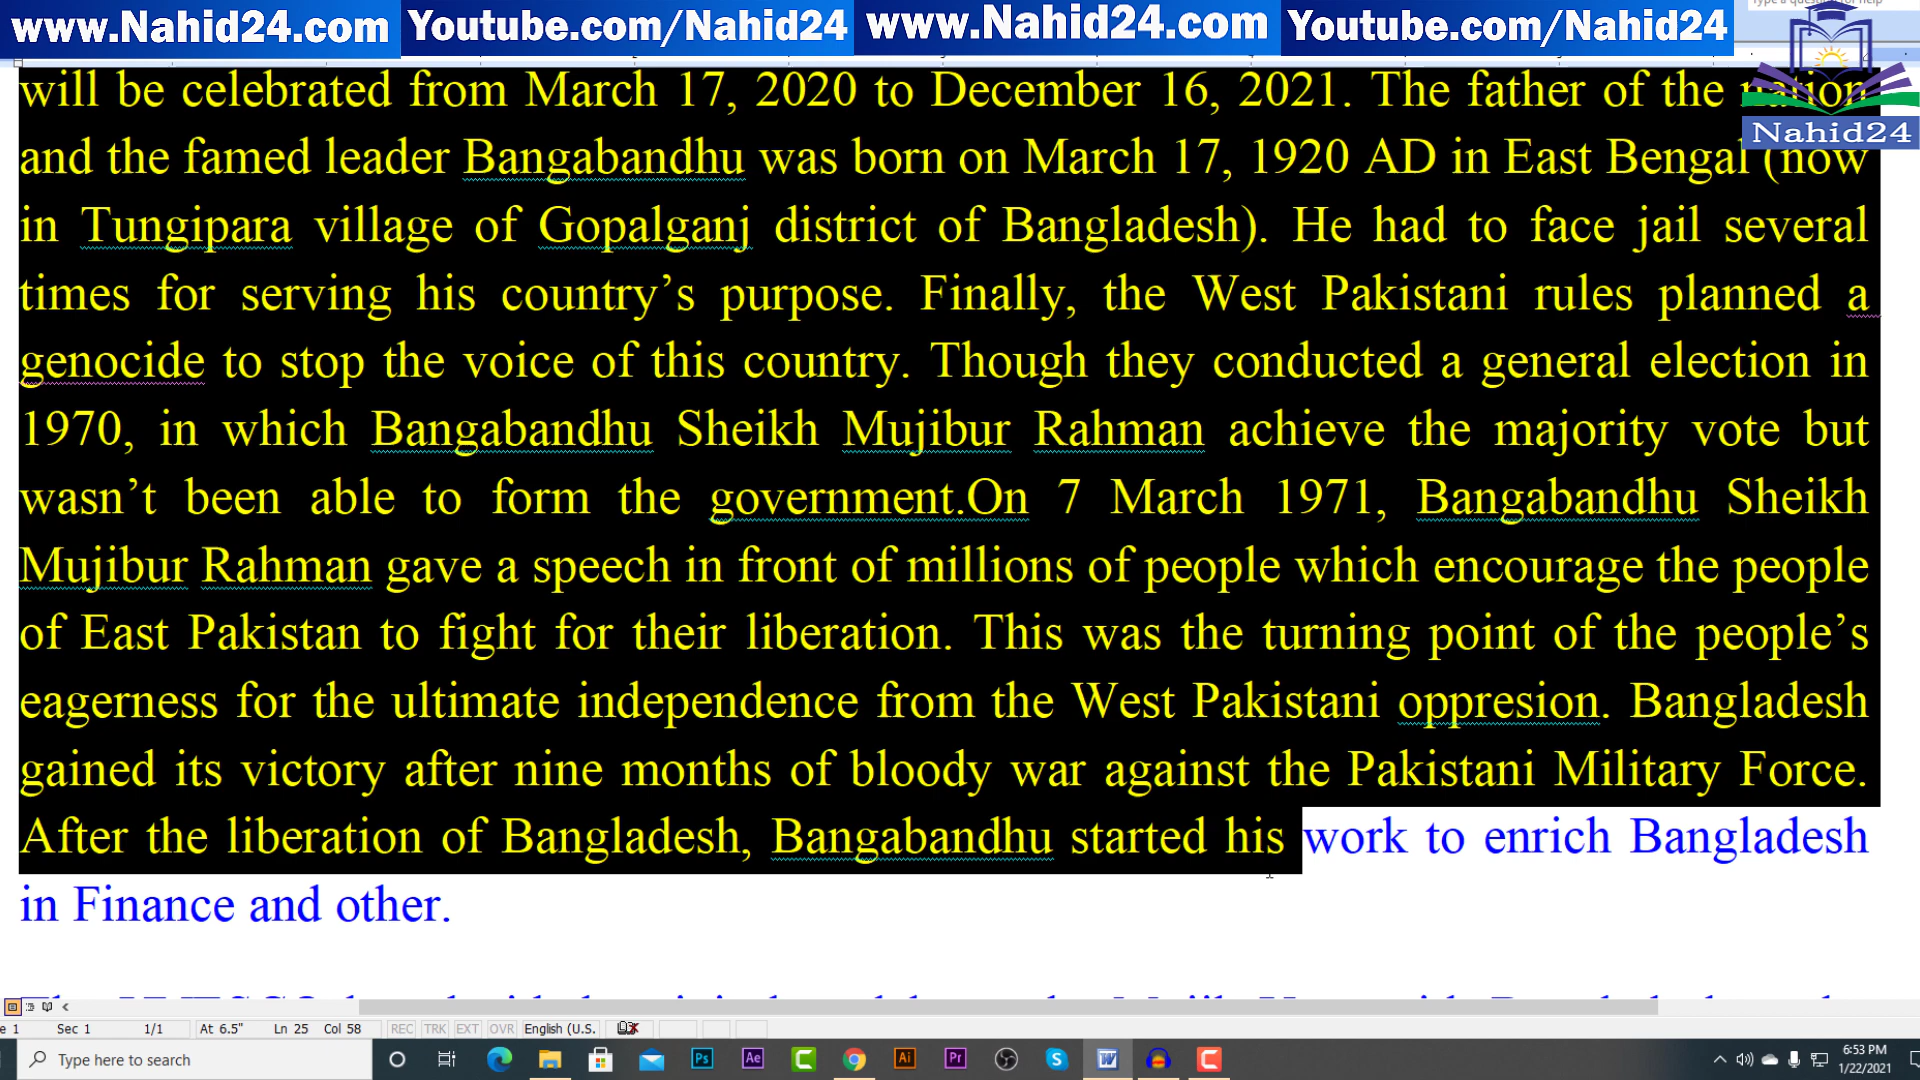 www.Nahid24.com Youtube.com/Nahid24 www.Nahid24.com Youtube.com/Nahid24
will be celebrated from March 17, 2020 to December 16, 2021. The father of the nation
Nahid24
and the famed leader Bangabandhu was born on March 17, 1920 AD in East Bengal (now
in Tungipara village of Gopalganj district of Bangladesh). He had to face jail several
times for serving his country’s purpose. Finally, the West Pakistani rules planned a
genocide to stop the voice of this country. Though they conducted a general election in
1970, in which Bangabandhu Sheikh Mujibur Rahman achieve the majority vote but
wasn’t been able to form the government.On 7 March 1971, Bangabandhu Sheikh
Mujibur Rahman gave a speech in front of millions of people which encourage the people
of East Pakistan to fight for their liberation. This was the turning point of the people’s
eagerness for the ultimate independence from the West Pakistani oppresion. Bangladesh
gained its victory after nine months of bloody war against the Pakistani Military Force.
After the liberation of Bangladesh, Bangabandhu started his work to enrich Bangladesh
in Finance and other.
e 1 Sec 1 1/1 At 6.5" Ln 25 Col 58 REC TRK EXT OVR English (U.S.
Type here to search
Ps Ae Ai Pr
6:53 PM
1/22/2021